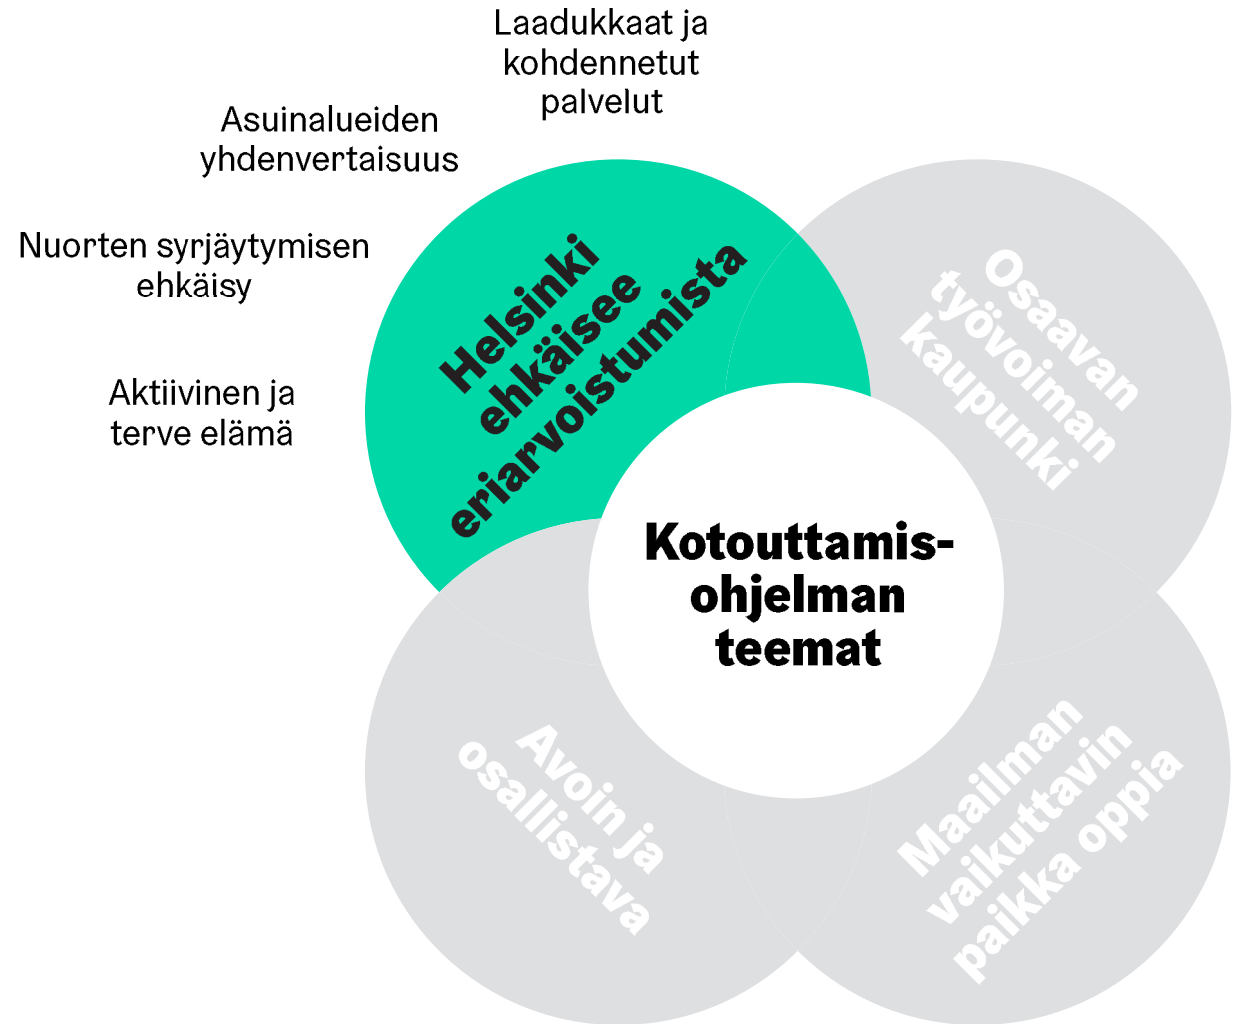 Laadukkaat ja
kohdennetut
palvelut
Asuinalueiden
yhdenvertaisuus
Nuorten syrjäytymisen
ehkäisy
Aktiivinen ja
terve elämä
Helsinki
ehkäisee
eriarvoistumista
Osaavan
työvoiman
kaupunki
Kotouttamis-
ohjelman
teemat
Avoin ja
osallistava
Maailman
vaikuttavin
paikka oppia